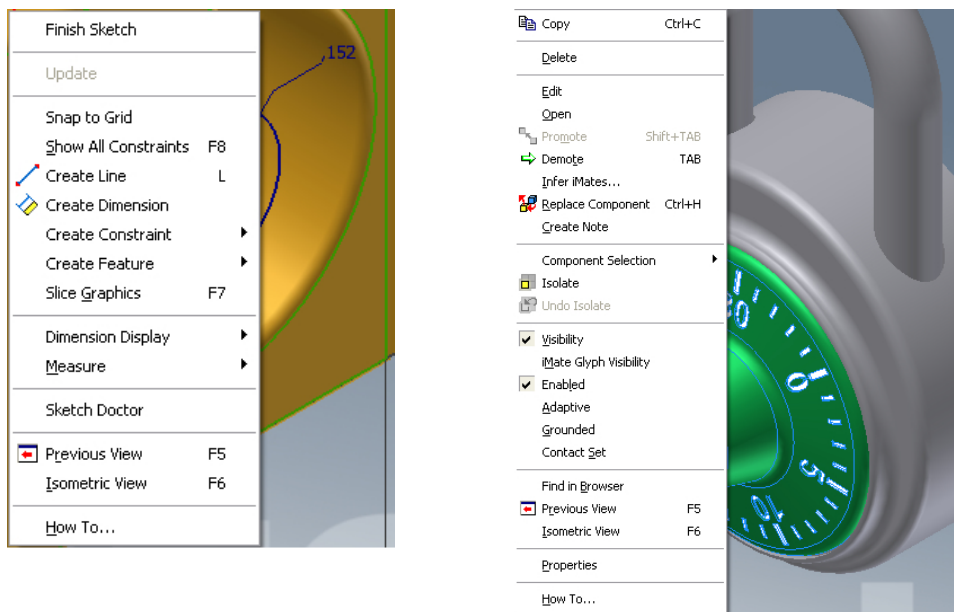 Finish Sketch
Update
Snap to Grid
Show All Constraints F8
Create Line L
Create Dimension
Create Constraint
Create Feature
Slice Graphics F7
Dimension Display
Measure
Sketch Doctor
Previous View F5
Isometric View F6
How To...
,152
Copy Ctrl+C
Delete
Edit
Open
Promote Shift+TAB
Demote TAB
Infer iMates...
Replace Component Ctrl+H
Create Note
Component Selection
Isolate
Undo Isolate
Visibility
iMate Glyph Visibility
Enabled
Adaptive
Grounded
Contact Set
Find in Browser
Previous View F5
Isometric View F6
Properties
How To...
0
5
10